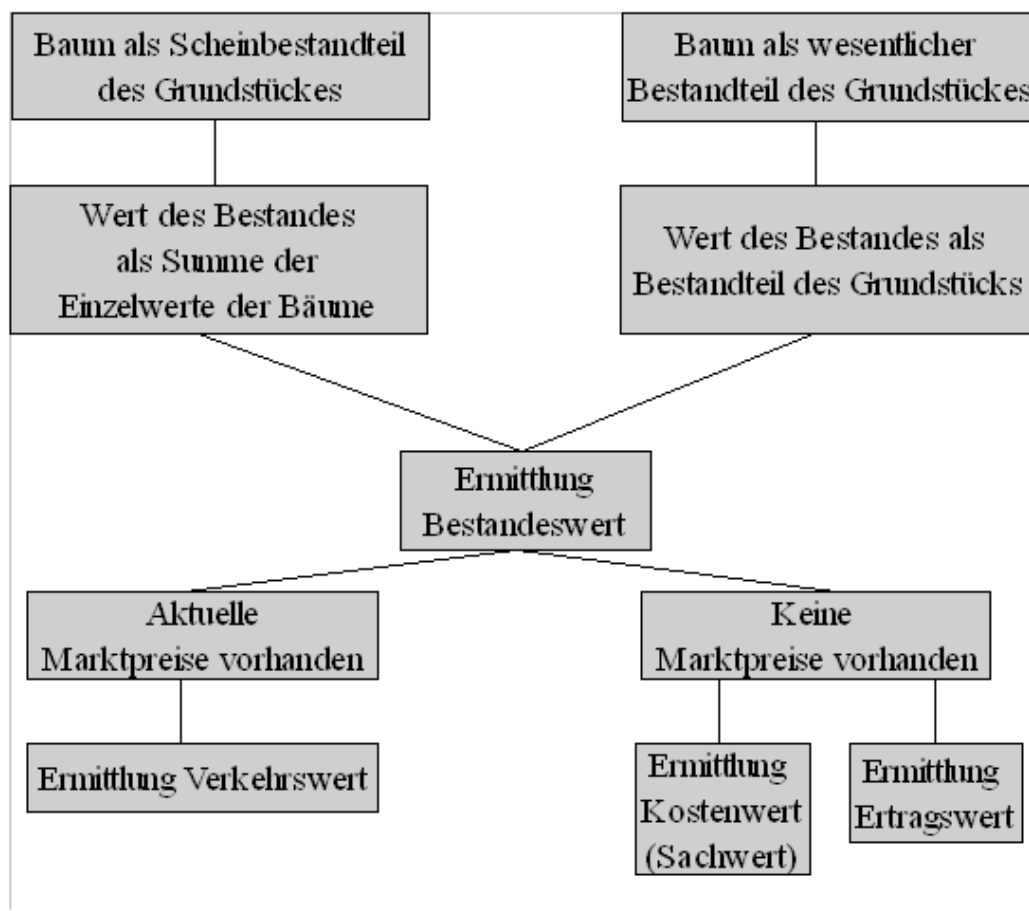 Baum als Scheinbestandteil
des Grundstückes
Baum als wesentlicher
Bestandteil des Grundstückes
Wert des Bestandes
als Summe der
Einzelwerte der Bäume
Wert des Bestandes als
Bestandteil des Grundstücks
Ermittlung
Bestandeswert
Aktuelle
Marktpreise vorhanden
Keine
Marktpreise vorhanden
Ermittlung Verkehrswert
Ermittlung
Kostenwert
(Sachwert)
Ermittlung
Ertragswert